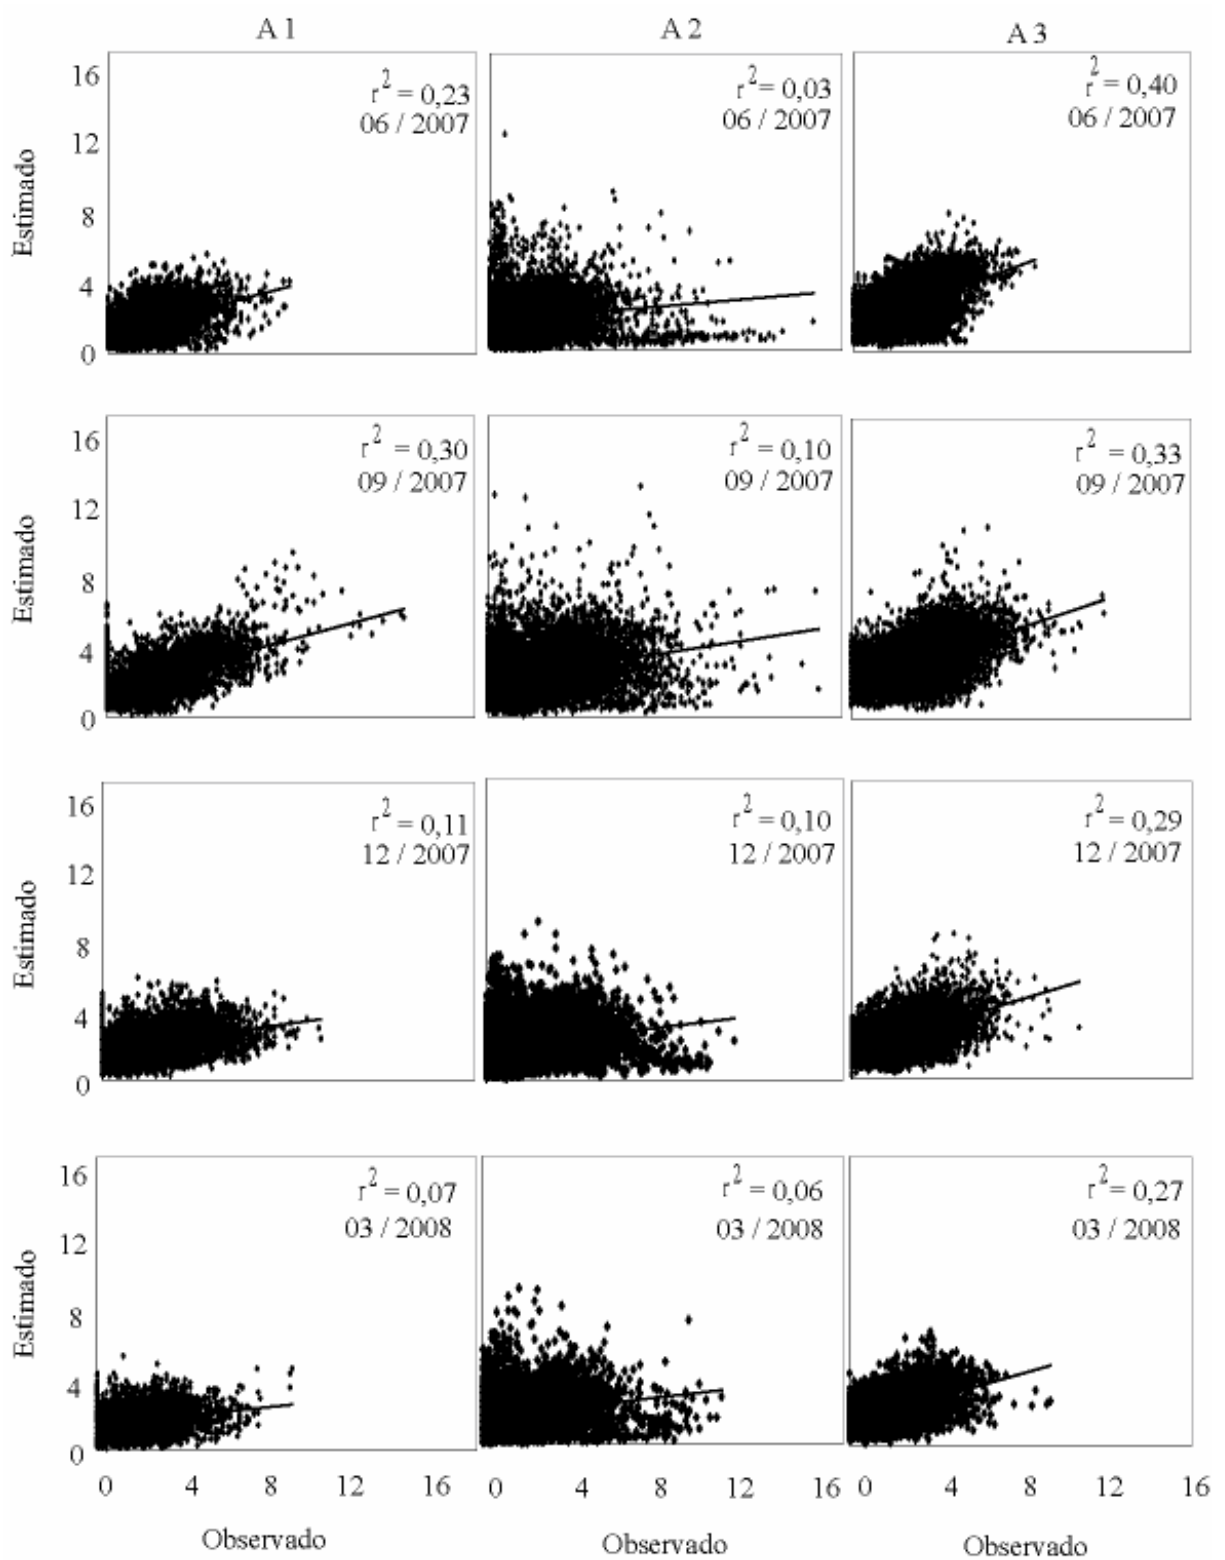 A 1 A 2 A 3
r² = 0,23
06 / 2007
r² = 0,03
06 / 2007
r² = 0,40
06 / 2007
Estimado
16
12
8
4
0
r² = 0,30
09 / 2007
r² = 0,10
09 / 2007
r² = 0,33
09 / 2007
Estimado
16
12
8
4
0
r² = 0,11
12 / 2007
r² = 0,10
12 / 2007
r² = 0,29
12 / 2007
Estimado
16
12
8
4
0
r² = 0,07
03 / 2008
r² = 0,06
03 / 2008
r² = 0,27
03 / 2008
Estimado
16
12
8
4
0
0 4 8 12 16
0 4 8 12 16
0 4 8 12 16
Observado
Observado
Observado